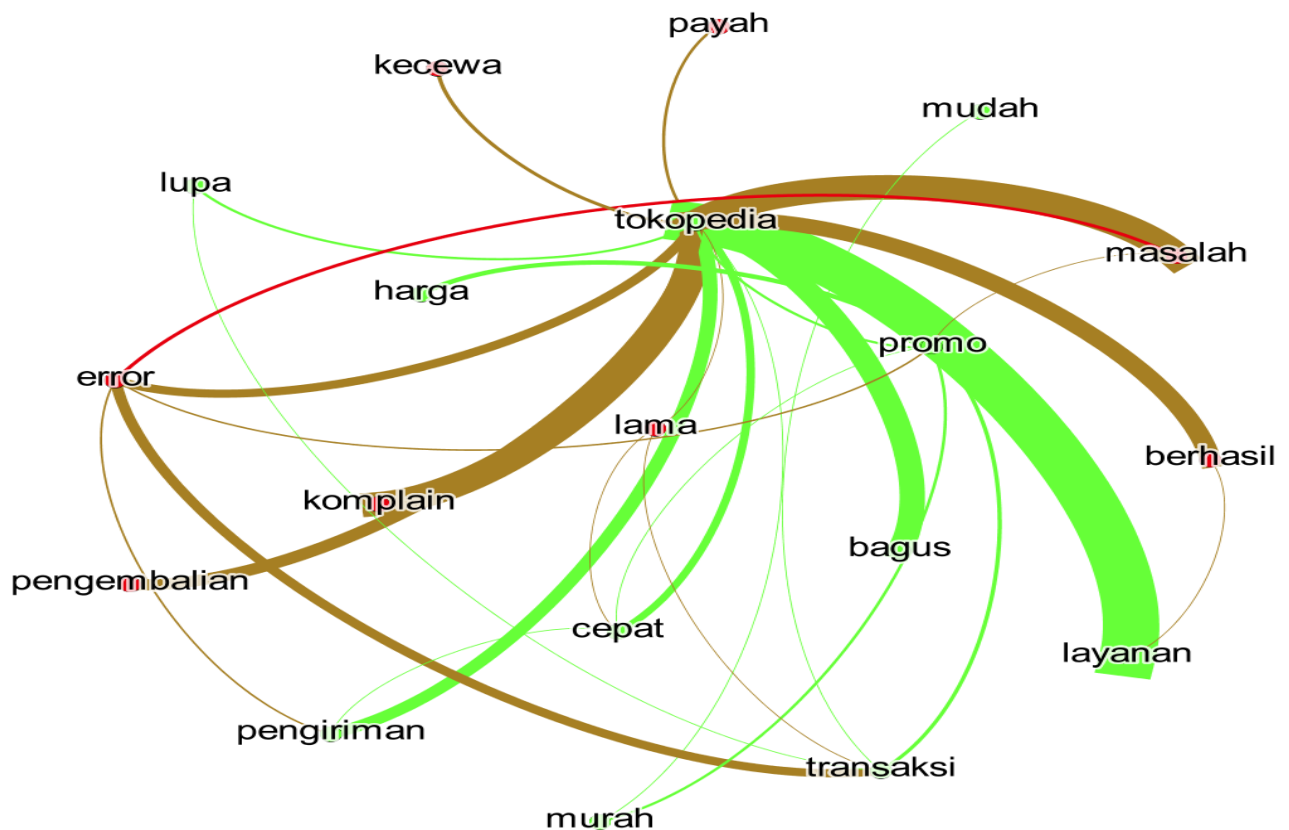 payah
kecewa
mudah
lupa
tokopedia
masalah
harga
promo
error
lama
berhasil
komplain
bagus
pengembalian
cepat
layanan
pengiriman
transaksi
murah